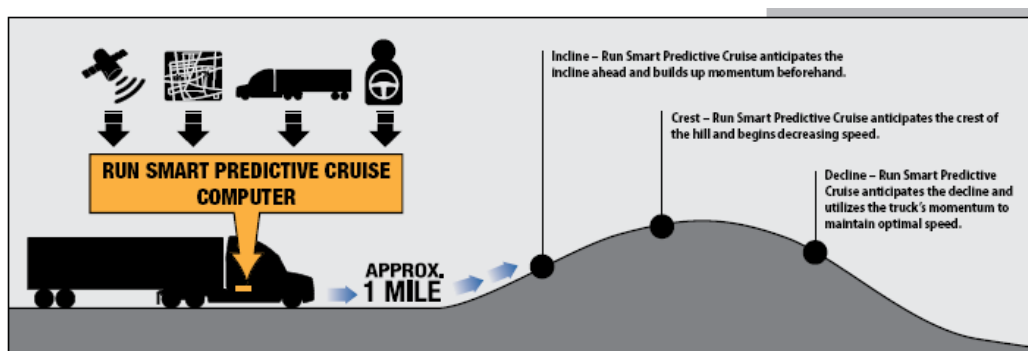 Incline – Run Smart Predictive Cruise anticipates the
incline ahead and builds up momentum beforehand.
Crest – Run Smart Predictive Cruise anticipates the crest of
the hill and begins decreasing speed.
Decline – Run Smart Predictive
Cruise anticipates the decline and
utilizes the truck's momentum to
maintain optimal speed.
RUN SMART PREDICTIVE CRUISE
COMPUTER
APPROX.
1 MILE